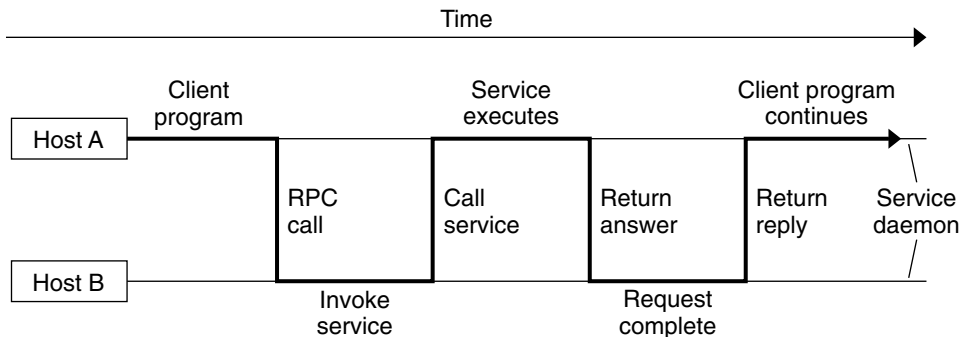 Time
Client
program
Service
executes
Client program
continues
Host A
RPC
call
Call
service
Return
answer
Return
reply
Service
daemon
Host B
Invoke
service
Request
complete